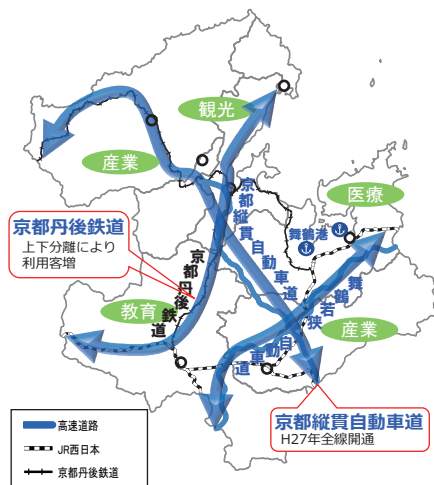 観光
産業
医療
舞鶴港
京都縦貫自動車道
京都丹後鉄道
上下分離により
利用客増
京都丹後鉄道
教育
舞鶴若狭自動車道
産業
京都縦貫自動車道
H27年全線開通
高速道路
JR西日本
京都丹後鉄道